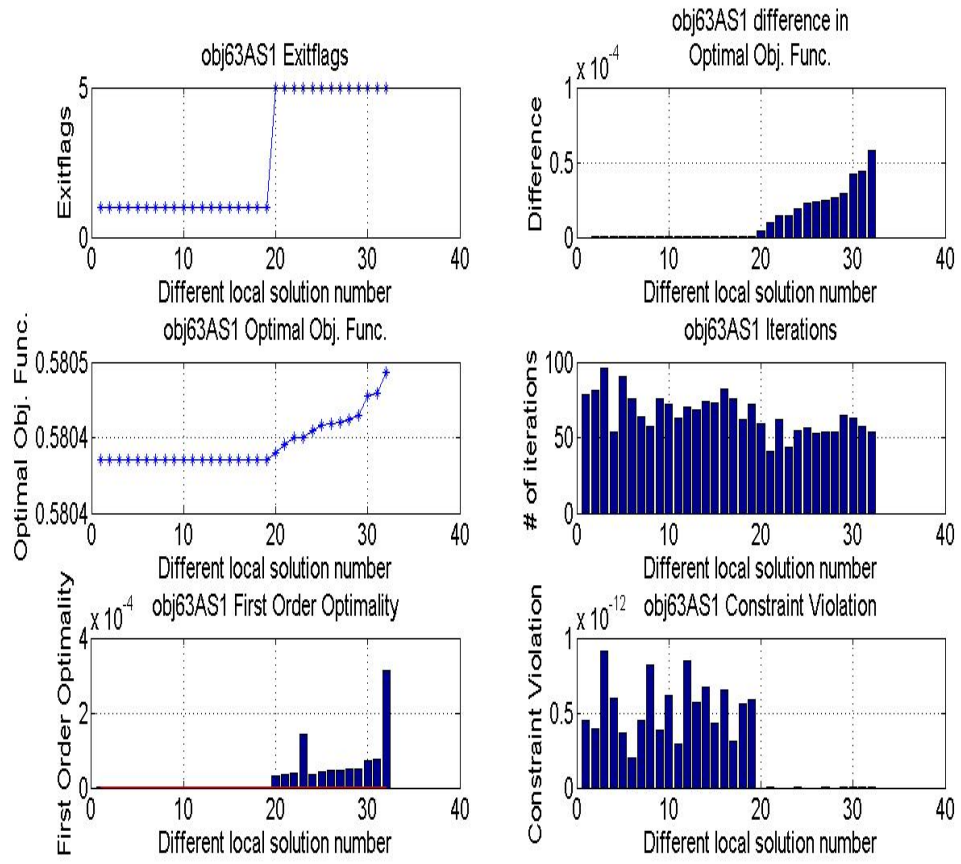 obj63AS1 Exitflags
Exitflags
5
0
0
10
20
30
40
Different local solution number
obj63AS1 difference in
Optimal Obj. Func.
x 10-4
Difference
1
0.5
0
0
10
20
30
40
Different local solution number
obj63AS1 Optimal Obj. Func.
Optimal Obj. Func.
0.5805
0.5804
0.5804
0
10
20
30
40
Different local solution number
obj63AS1 Iterations
# of iterations
100
50
0
0
10
20
30
40
Different local solution number
obj63AS1 First Order Optimality
x 10-4
First Order Optimality
4
2
0
0
10
20
30
40
Different local solution number
obj63AS1 Constraint Violation
x 10-12
Constraint Violation
1
0.5
0
0
10
20
30
40
Different local solution number